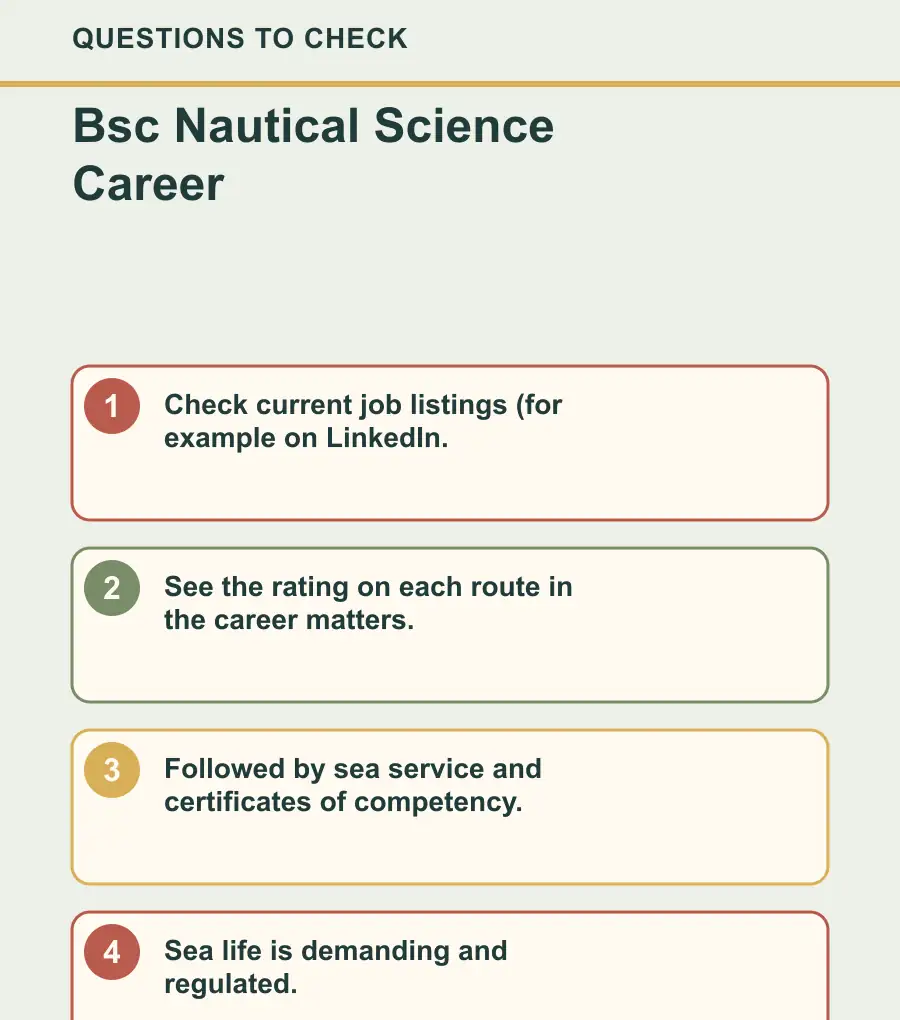 QUESTIONS TO CHECK
Bsc Nautical Science
Career
1
Check current job listings (for
example on LinkedIn.
2
See the rating on each route in
the career matters.
3
Followed by sea service and
certificates of competency.
4
Sea life is demanding and
regulated.